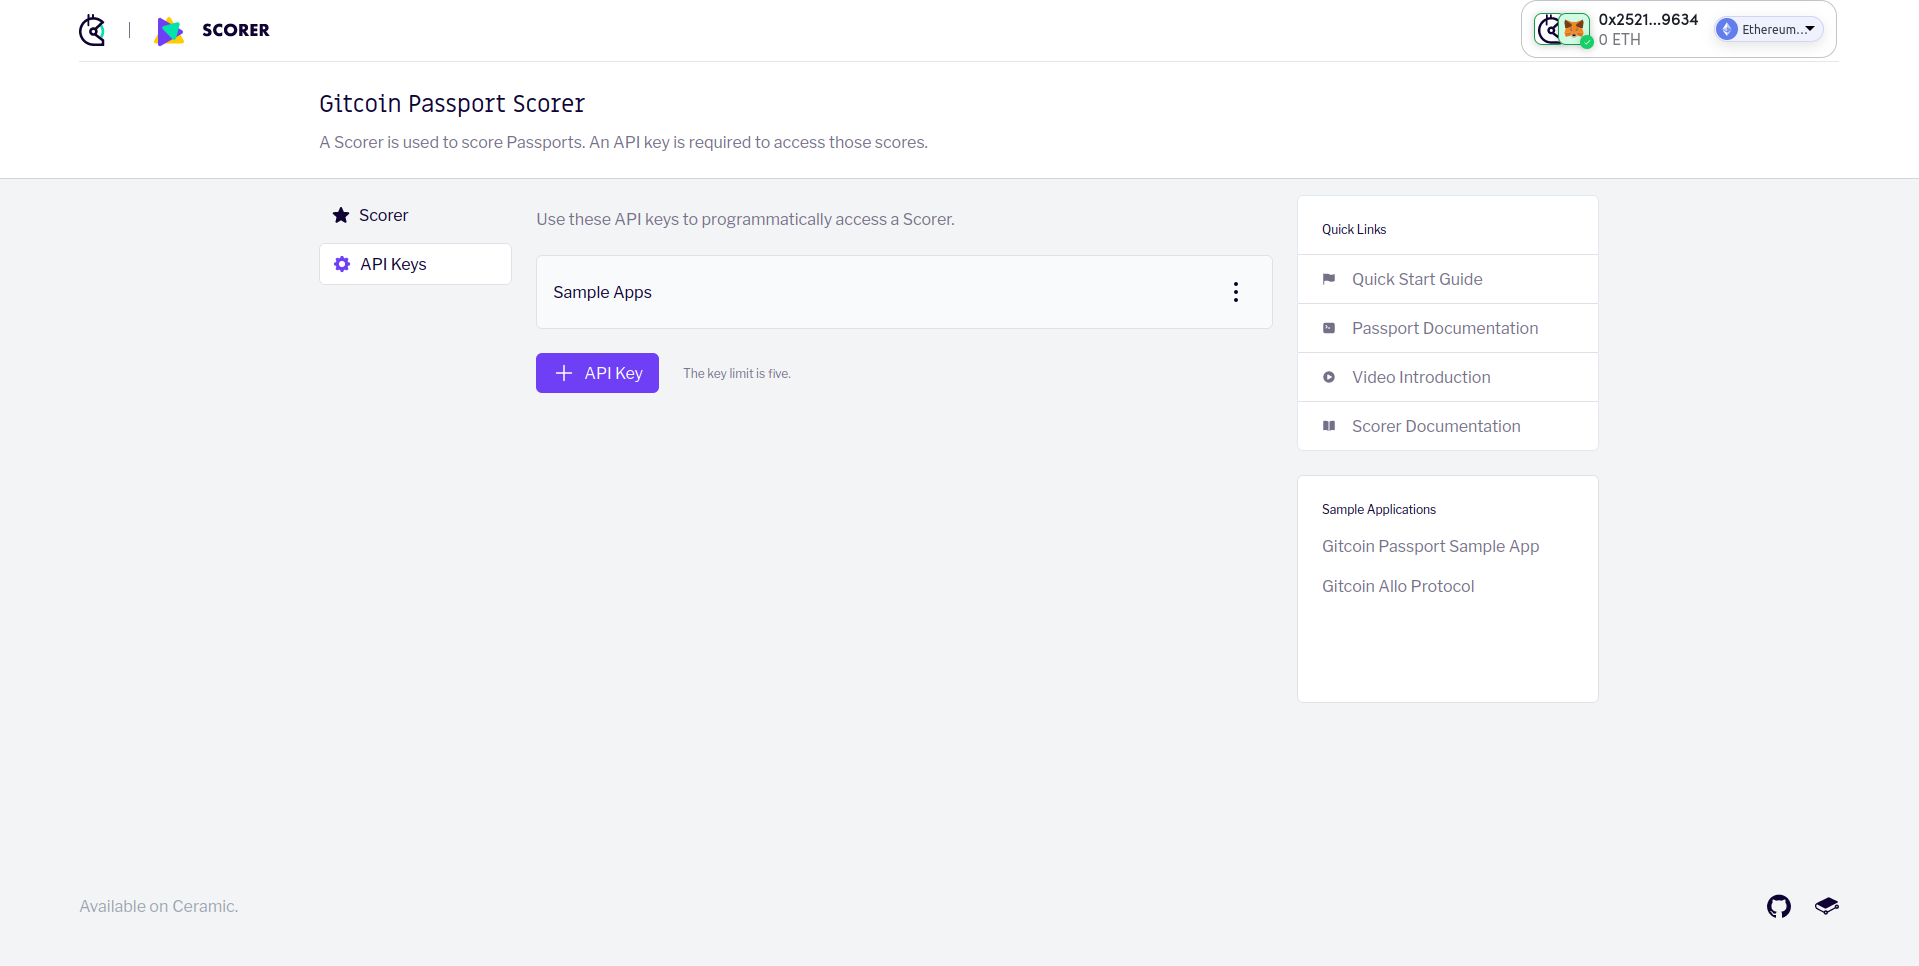 SCORER
0x2521...9634
0 ETH
Ethereum...
Gitcoin Passport Scorer
A Scorer is used to score Passports. An API key is required to access those scores.
Scorer
API Keys
Use these API keys to programmatically access a Scorer.
Sample Apps
API Key
The key limit is five.
Quick Links
Quick Start Guide
Passport Documentation
Video Introduction
Scorer Documentation
Sample Applications
Gitcoin Passport Sample App
Gitcoin Allo Protocol
Available on Ceramic.